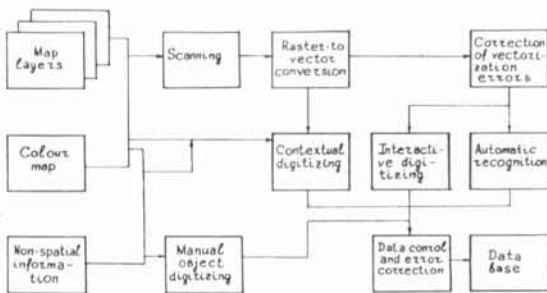 Map
layers
Scanning
Raster-to
vector
conversion
Correction
of vectori-
zation
errors
Colour
map
Contextual
digitizing
Interacti-
ve digi-
tizing
Automatic
recognition
Non-spatial
informa-
tion
Manual
object
digitizing
Data control
and error
correction
Data
base